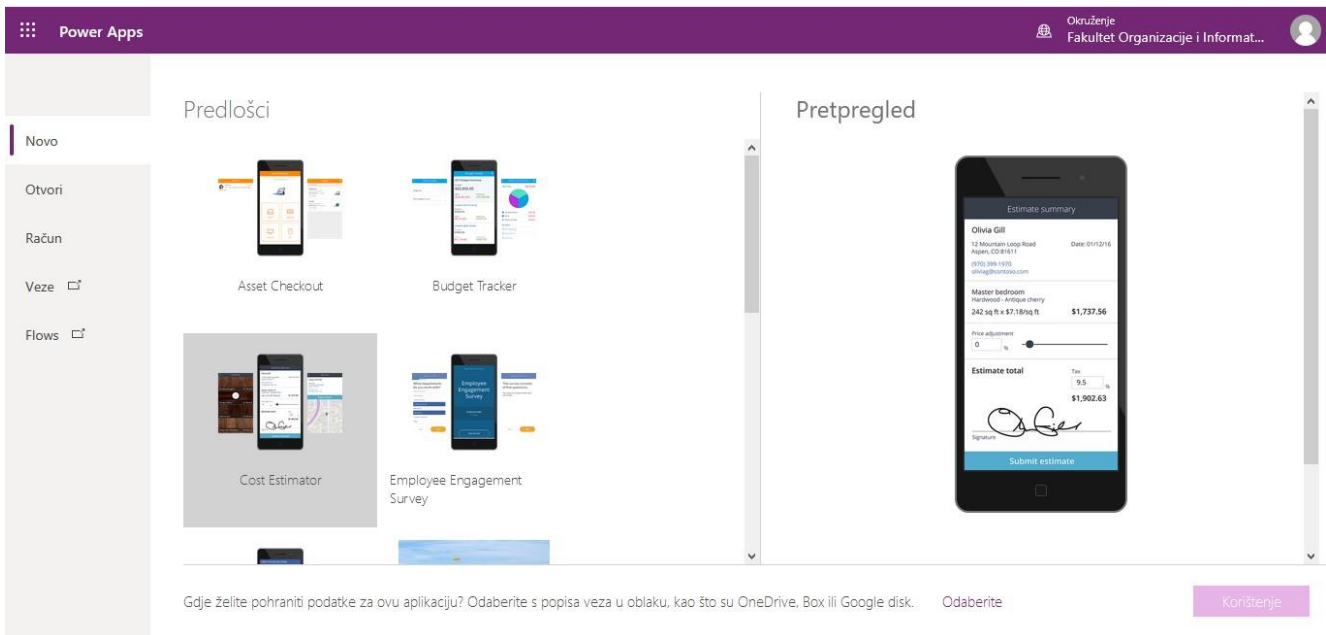 Power Apps
Okruženje
Fakultet Organizacije i Informat...
Novo
Otvori
Račun
Veze
Flows
Predlošci
Asset Checkout
Budget Tracker
Cost Estimator
Employee
Engagement
Survey
Employee Engagement
Survey
Pretpregled
Estimate summary
Olivia Gill
12 Mountain Loop Road Date: 01/12/16
Aspen, CO 81611
(970) 399-1970
oliviag@contoso.com
Master bedroom
Hardwood - Antique cherry
242 sq ft x $7.18/sq ft $1,737.56
Price adjustment
0 %
Estimate total Tax
9.5 %
$1,902.63
Signature
Submit estimate
Gdje želite pohraniti podatke za ovu aplikaciju? Odaberite s popisa veza u oblaku, kao što su OneDrive, Box ili Google disk. Odaberite
Korištenje